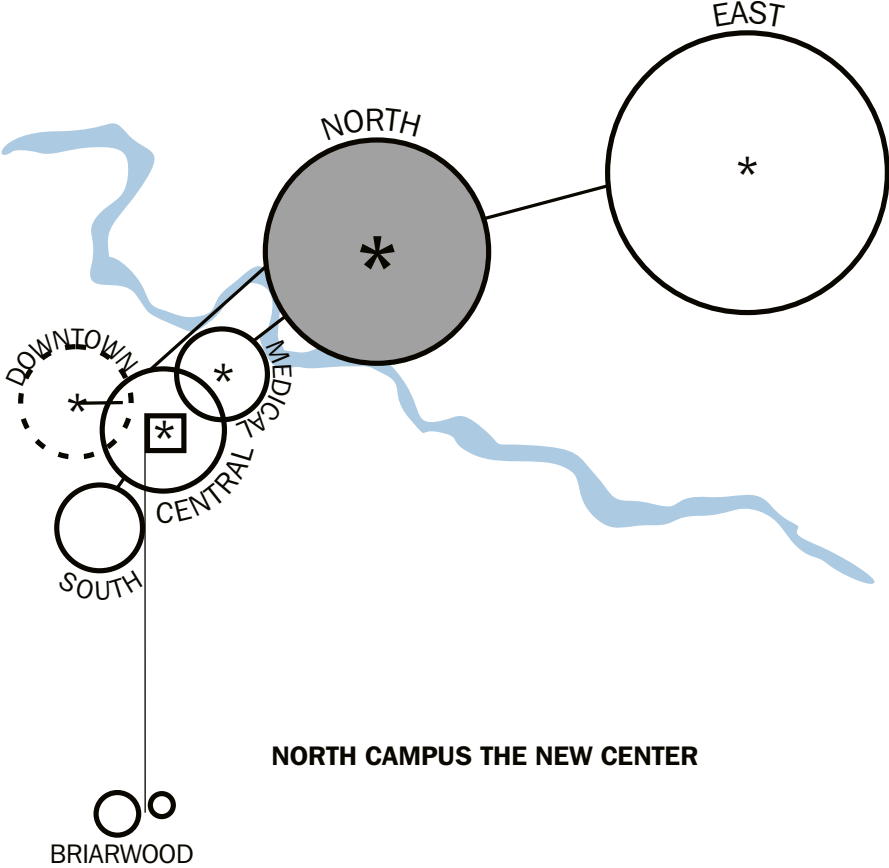 EAST
NORTH
DOWNTOWN
MEDICAL
CENTRAL
SOUTH
NORTH CAMPUS THE NEW CENTER
BRIARWOOD